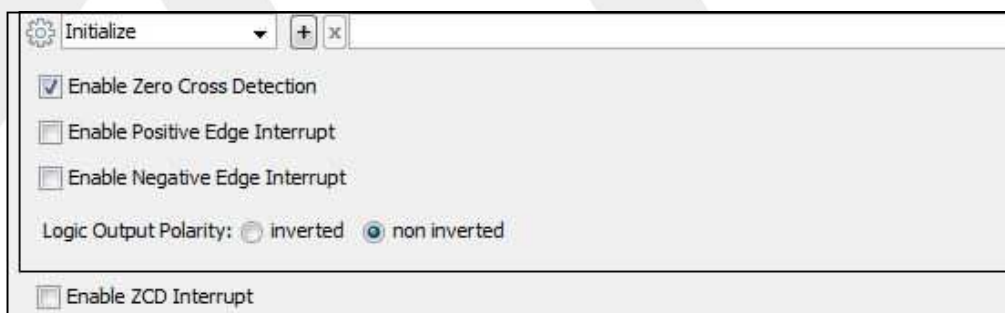 Initialize + x
Enable Zero Cross Detection
Enable Positive Edge Interrupt
Enable Negative Edge Interrupt
Logic Output Polarity: inverted non inverted
Enable ZCD Interrupt